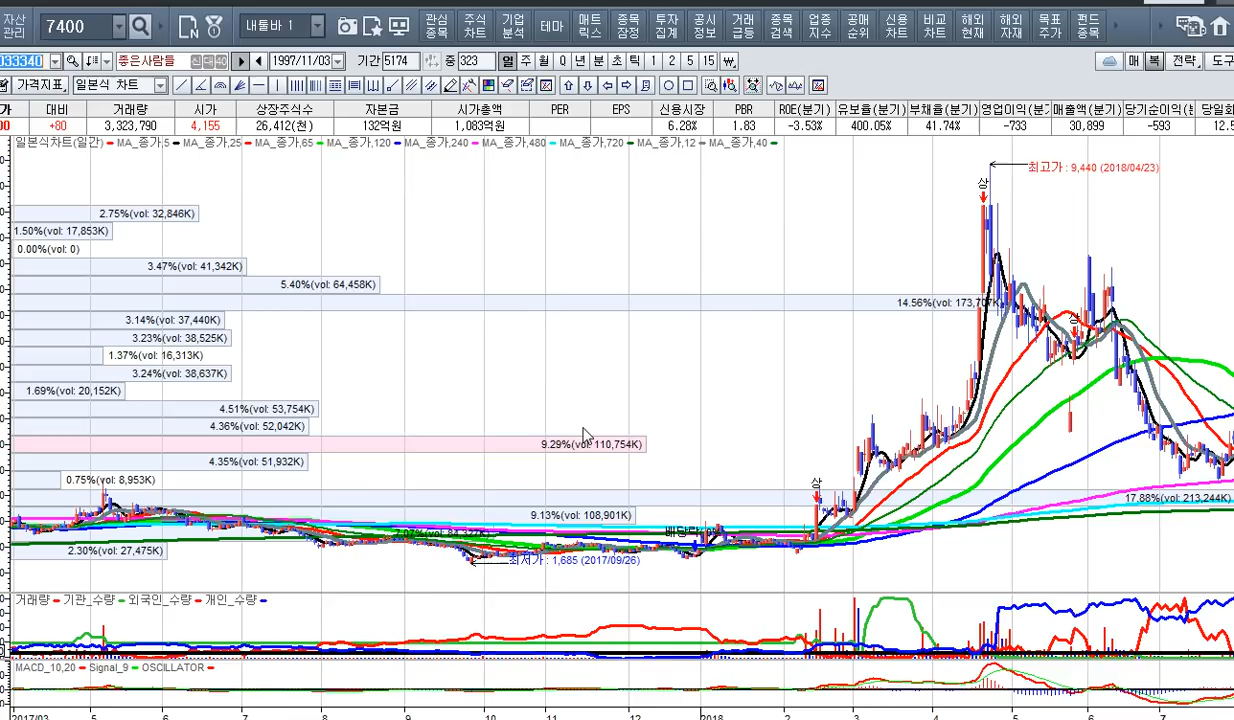 자산 관리 7400 내툴바 1 관심 종목 주식 차트 기업 분석 테마 매트 릭스 종목 잠정 투자 집계 공시 정보 거래 급등 종목 검색 업종 지수 공매 순위 신용 차트 비교 차트 해외 현재 해외 자재 목표 주가 펀드 종목
033340 좋은사람들 신 대 40 1997/11/03 기간 5174 중 323 일 주 월 Q 년 분 초 틱 1 2 5 15 매 복 전략 도구
가격지표 일본식 차트
가 대비 거래량 시가 상장주식수 자본금 시가총액 PER EPS 신용시장 PBR ROE(분기) 유보율(분기) 부채율(분기) 영업이익(분기 매출액(분기) 당기순이익(분 당일회
00 +80 3,323,790 4,155 26,412(천) 132억원 1,083억원 6.28% 1.83 -3.53% 400.05% 41.74% -733 30,899 -593 12.5
일본식차트(일간) MA_종가,5 MA_종가,25 MA_종가,65 MA_종가,120 MA_종가,240 MA_종가,480 MA_종가,720 MA_종가,12 MA_종가,40
최고가 : 9,440 (2018/04/23)
상
2.75%(vol: 32,846K)
1.50%(vol: 17,853K)
0.00%(vol: 0)
3.47%(vol: 41,342K)
5.40%(vol: 64,458K)
14.56%(vol: 173,707K)
3.14%(vol: 37,440K)
상
3.23%(vol: 38,525K)
1.37%(vol: 16,313K)
3.24%(vol: 38,637K)
1.69%(vol: 20,152K)
4.51%(vol: 53,754K)
4.36%(vol: 52,042K)
9.29%(vol: 110,754K)
4.35%(vol: 51,932K)
0.75%(vol: 8,953K)
상
17.88%(vol: 213,244K)
9.13%(vol: 108,901K)
배당락
2.30%(vol: 27,475K)
최저가 : 1,685 (2017/09/26)
거래량 기관_수량 외국인_수량 개인_수량
MACD_10,20 Signal_9 OSCILLATOR
2017/03 5 6 7 8 9 10 11 12 2018 2 3 4 5 6 7